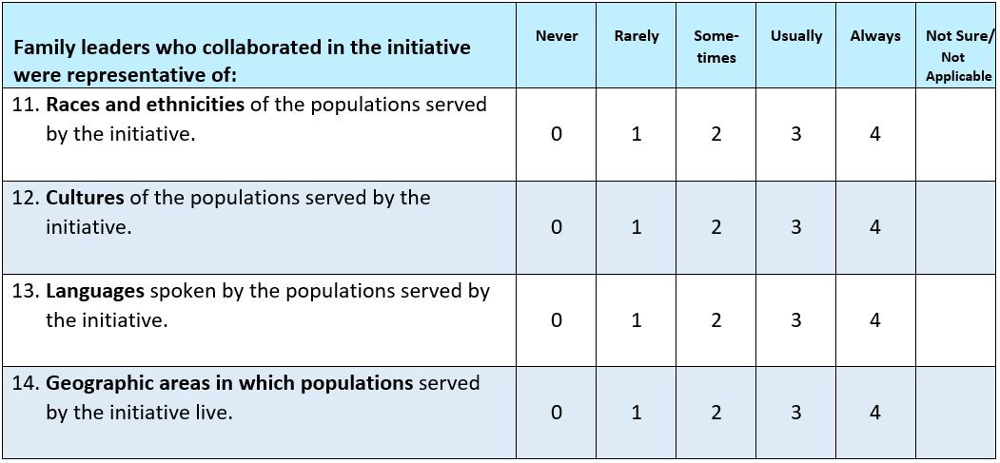 Family leaders who collaborated in the initiative
were representative of:
Never
Rarely
Some-
times
Usually
Always
Not Sure/
Not
Applicable
11. Races and ethnicities of the populations served
by the initiative.
0 1 2 3 4
12. Cultures of the populations served by the
initiative.
0 1 2 3 4
13. Languages spoken by the populations served by
the initiative.
0 1 2 3 4
14. Geographic areas in which populations served
by the initiative live.
0 1 2 3 4